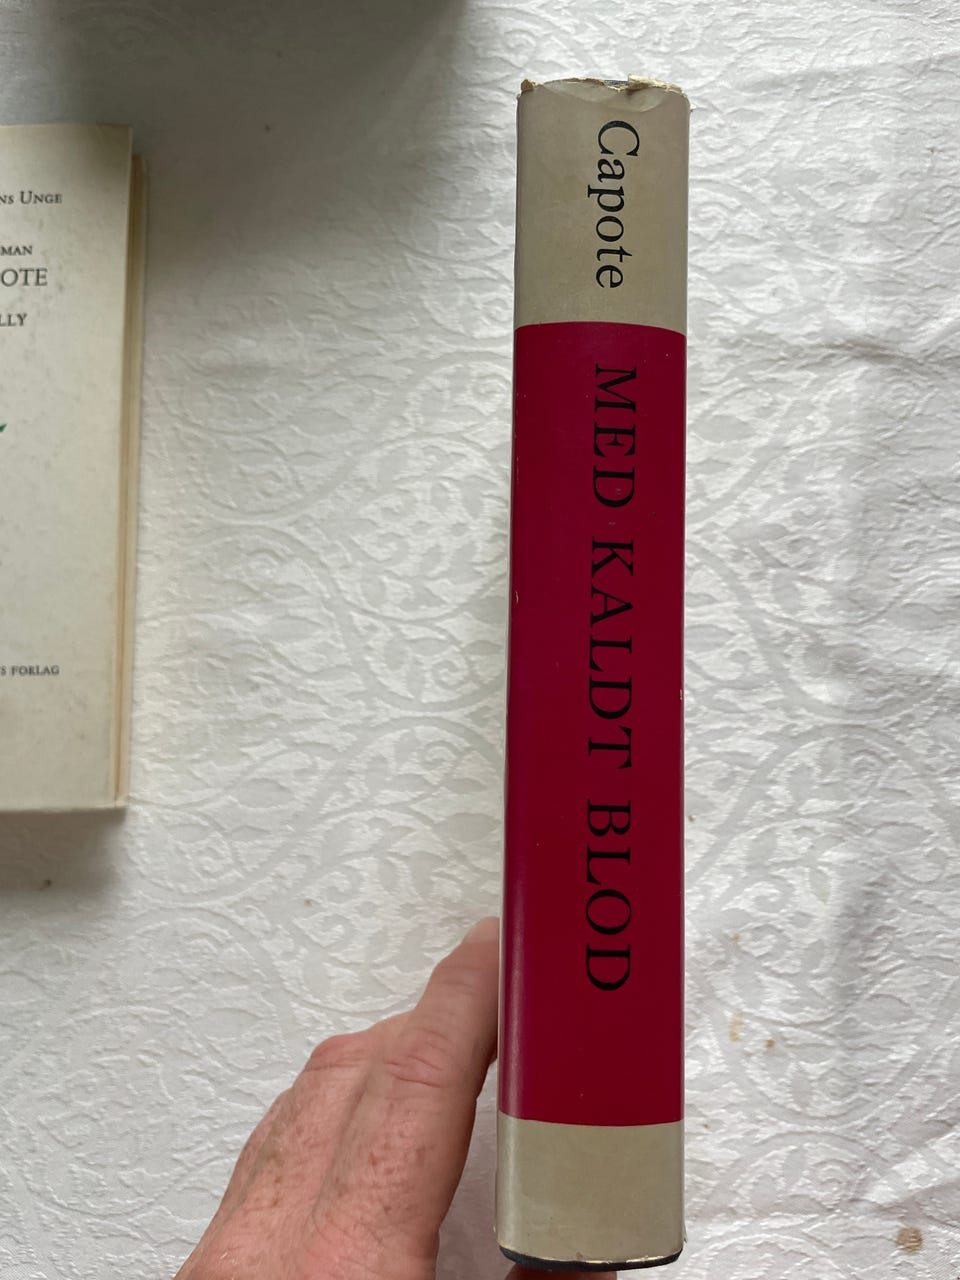 NS UNGE
MAN
OTE
LLY
S FORLAG
Capote
MED KALDT BLOD